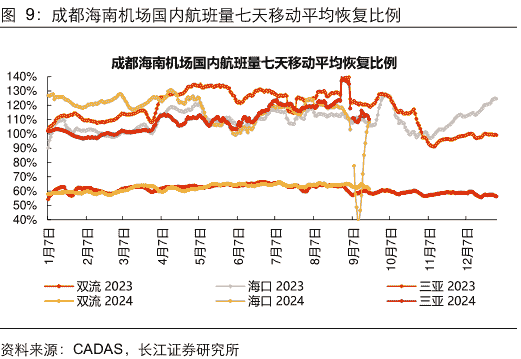 图 9：成都海南机场国内航班量七天移动平均恢复比例
成都海南机场国内航班量七天移动平均恢复比例
140%
130%
120%
110%
100%
90%
80%
70%
60%
50%
40%
1月7日 2月7日 3月7日 4月7日 5月7日 6月7日 7月7日 8月7日 9月7日 10月7日 11月7日 12月7日
双流 2023 海口 2023 三亚 2023
双流 2024 海口 2024 三亚 2024
资料来源：CADAS，长江证券研究所